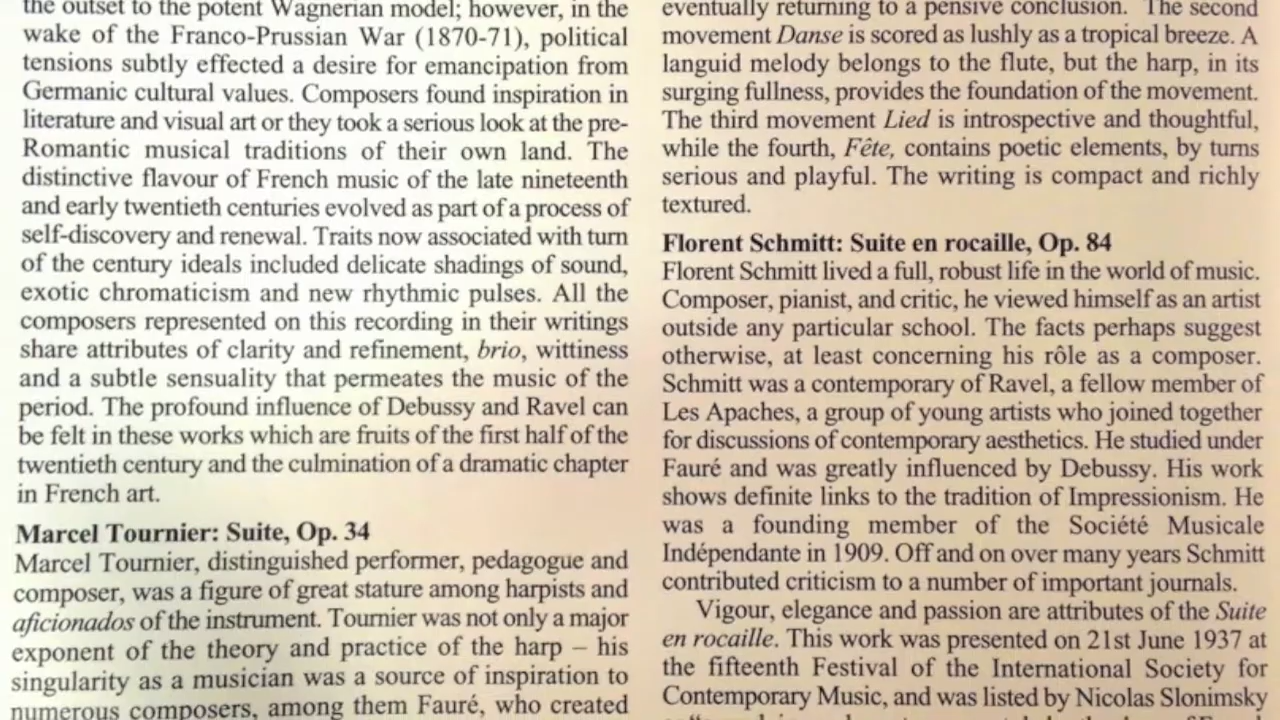 the outset to the potent Wagnerian model; however, in the
wake of the Franco-Prussian War (1870-71), political
tensions subtly effected a desire for emancipation from
Germanic cultural values. Composers found inspiration in
literature and visual art or they took a serious look at the pre-
Romantic musical traditions of their own land. The
distinctive flavour of French music of the late nineteenth
and early twentieth centuries evolved as part of a process of
self-discovery and renewal. Traits now associated with turn
of the century ideals included delicate shadings of sound,
exotic chromaticism and new rhythmic pulses. All the
composers represented on this recording in their writings
share attributes of clarity and refinement, brio, wittiness
and a subtle sensuality that permeates the music of the
period. The profound influence of Debussy and Ravel can
be felt in these works which are fruits of the first half of the
twentieth century and the culmination of a dramatic chapter
in French art.
Marcel Tournier: Suite, Op. 34
Marcel Tournier, distinguished performer, pedagogue and
composer, was a figure of great stature among harpists and
aficionados of the instrument. Tournier was not only a major
exponent of the theory and practice of the harp – his
singularity as a musician was a source of inspiration to
numerous composers, among them Fauré, who created
eventually returning to a pensive conclusion. The second
movement Danse is scored as lushly as a tropical breeze. A
languid melody belongs to the flute, but the harp, in its
surging fullness, provides the foundation of the movement.
The third movement Lied is introspective and thoughtful,
while the fourth, Fête, contains poetic elements, by turns
serious and playful. The writing is compact and richly
textured.
Florent Schmitt: Suite en rocaille, Op. 84
Florent Schmitt lived a full, robust life in the world of music.
Composer, pianist, and critic, he viewed himself as an artist
outside any particular school. The facts perhaps suggest
otherwise, at least concerning his rôle as a composer.
Schmitt was a contemporary of Ravel, a fellow member of
Les Apaches, a group of young artists who joined together
for discussions of contemporary aesthetics. He studied under
Fauré and was greatly influenced by Debussy. His work
shows definite links to the tradition of Impressionism. He
was a founding member of the Société Musicale
Indépendante in 1909. Off and on over many years Schmitt
contributed criticism to a number of important journals.
Vigour, elegance and passion are attributes of the Suite
en rocaille. This work was presented on 21st June 1937 at
the fifteenth Festival of the International Society for
Contemporary Music, and was listed by Nicolas Slonimsky